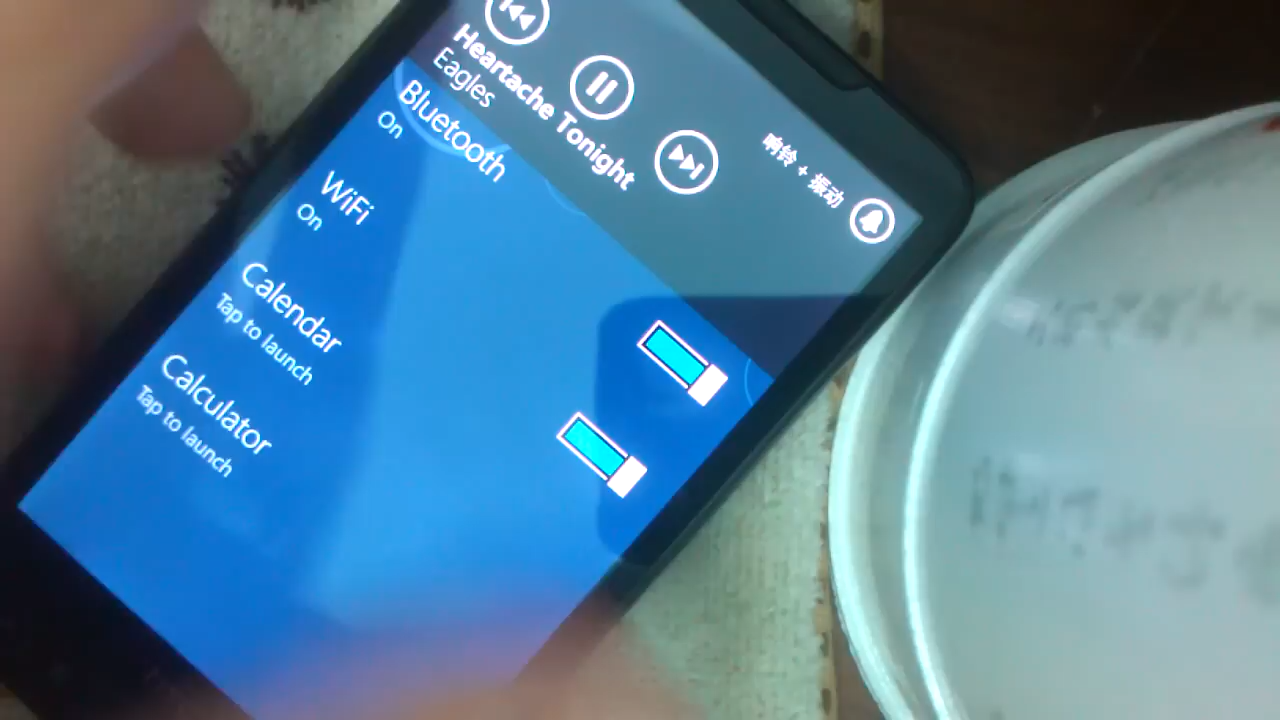 响铃 + 振动
Heartache Tonight
Eagles
Bluetooth
On
WiFi
On
Calendar
Tap to launch
Calculator
Tap to launch